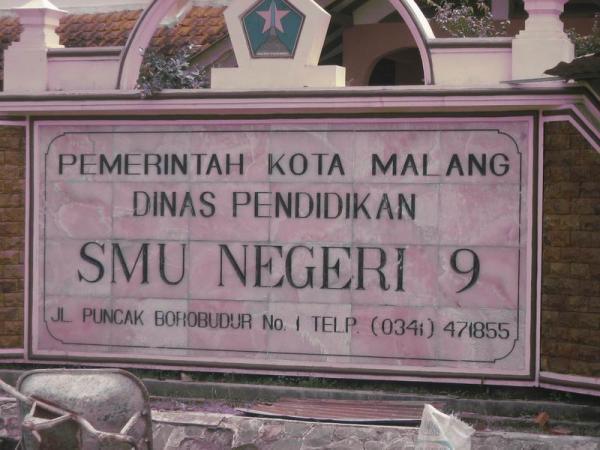 PEMERINTAH KOTA MALANG
DINAS PENDIDIKAN
SMU NEGERI 9
JL PUNCAK BOROBUDUR No. 1 TELP. (0341) 471855